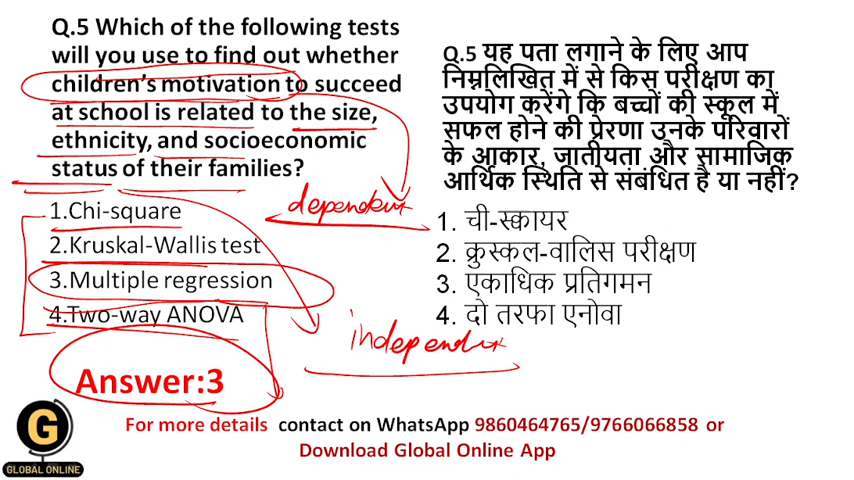 Q.5 Which of the following tests
will you use to find out whether
children's motivation to succeed
at school is related to the size,
ethnicity, and socioeconomic
status of their families?
1.Chi-square
2.Kruskal-Wallis test
3.Multiple regression
4.Two-way ANOVA
Answer:3
dependent
independent
Q.5 यह पता लगाने के लिए आप
निम्नलिखित में से किस परीक्षण का
उपयोग करेंगे कि बच्चों की स्कूल में
सफल होने की प्रेरणा उनके परिवारों
के आकार, जातीयता और सामाजिक
आर्थिक स्थिति से संबंधित है या नहीं?
1. ची-स्क्वायर
2. क्रुस्कल-वालिस परीक्षण
3. एकाधिक प्रतिगमन
4. दो तरफा एनोवा
G
GLOBAL ONLINE
For more details contact on WhatsApp 9860464765/9766066858 or
Download Global Online App